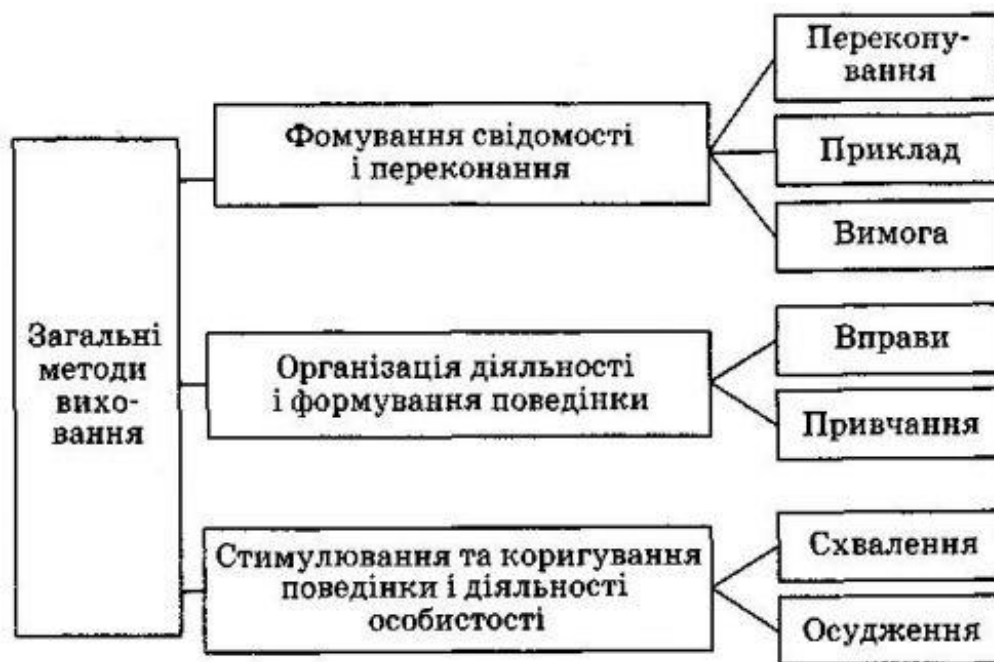 Загальні
методи
вихо-
вання
Фомування свідомості
і переконання
Переконy-
вання
Приклад
Вимога
Організація діяльності
і формування поведінки
Вправи
Привчання
Стимулювання та коригування
поведінки і діяльності
особистості
Схвалення
Осудження